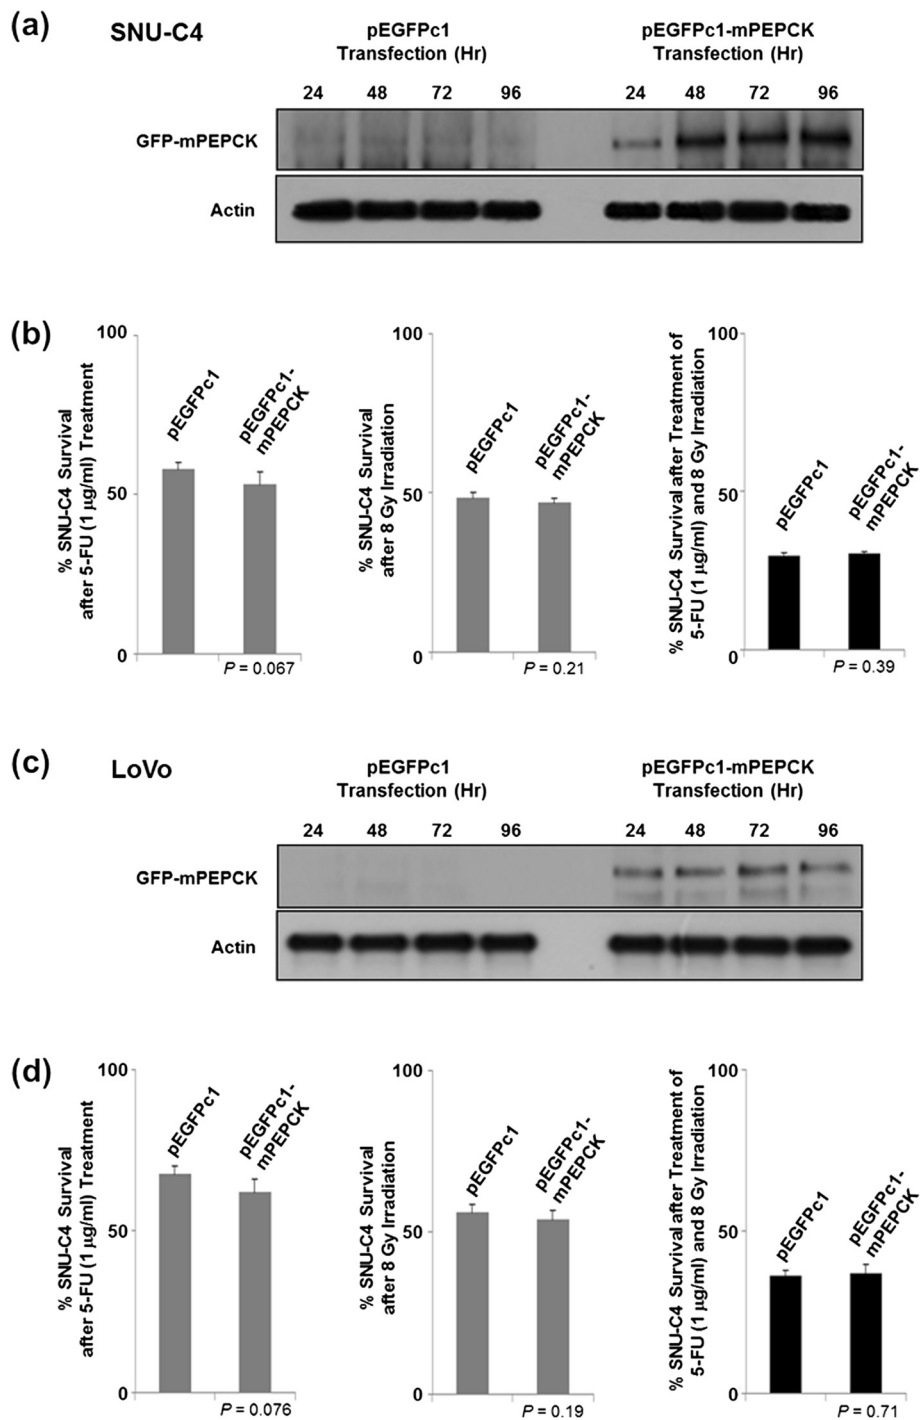 (a)
SNU-C4
pEGFPc1
Transfection (Hr)
pEGFPc1-mPEPCK
Transfection (Hr)
24 48 72 96 24 48 72 96
GFP-mPEPCK
Actin
(b)
% SNU-C4 Survival
after 5-FU (1 µg/ml) Treatment
100
50
0
pEGFPc1
pEGFPc1-
mPEPCK
P = 0.067
% SNU-C4 Survival
after 8 Gy Irradiation
100
50
0
pEGFPc1
pEGFPc1-
mPEPCK
P = 0.21
% SNU-C4 Survival after Treatment of
5-FU (1 µg/ml) and 8 Gy Irradiation
100
50
0
pEGFPc1
pEGFPc1-
mPEPCK
P = 0.39
(c)
LoVo
pEGFPc1
Transfection (Hr)
pEGFPc1-mPEPCK
Transfection (Hr)
24 48 72 96 24 48 72 96
GFP-mPEPCK
Actin
(d)
% SNU-C4 Survival
after 5-FU (1 µg/ml) Treatment
100
50
0
pEGFPc1
pEGFPc1-
mPEPCK
P = 0.076
% SNU-C4 Survival
after 8 Gy Irradiation
100
50
0
pEGFPc1
pEGFPc1-
mPEPCK
P = 0.19
% SNU-C4 Survival after Treatment of
5-FU (1 µg/ml) and 8 Gy Irradiation
100
50
0
pEGFPc1
pEGFPc1-
mPEPCK
P = 0.71